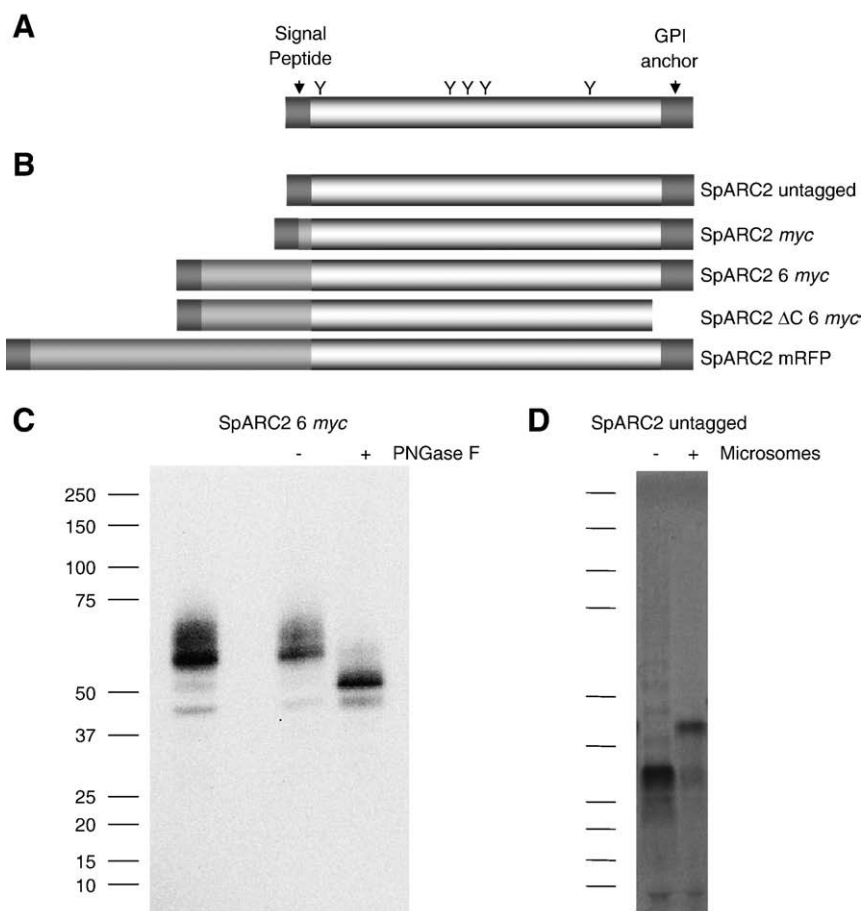 A
Signal
Peptide
GPI
anchor
Y Y Y Y Y
B
SpARC2 untagged
SpARC2 myc
SpARC2 6 myc
SpARC2 ΔC 6 myc
SpARC2 mRFP
C
SpARC2 6 myc
- + PNGase F
250
150
100
75
50
37
25
20
15
10
D
SpARC2 untagged
- + Microsomes